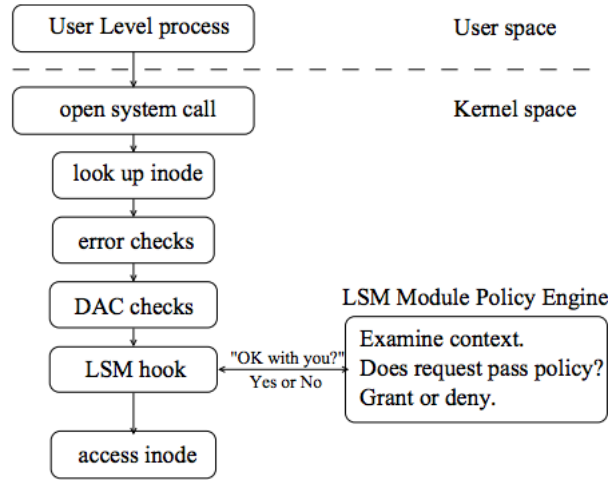 User Level process
User space
open system call
Kernel space
look up inode
error checks
DAC checks
LSM Module Policy Engine
LSM hook
"OK with you?"
Yes or No
Examine context.
Does request pass policy?
Grant or deny.
access inode